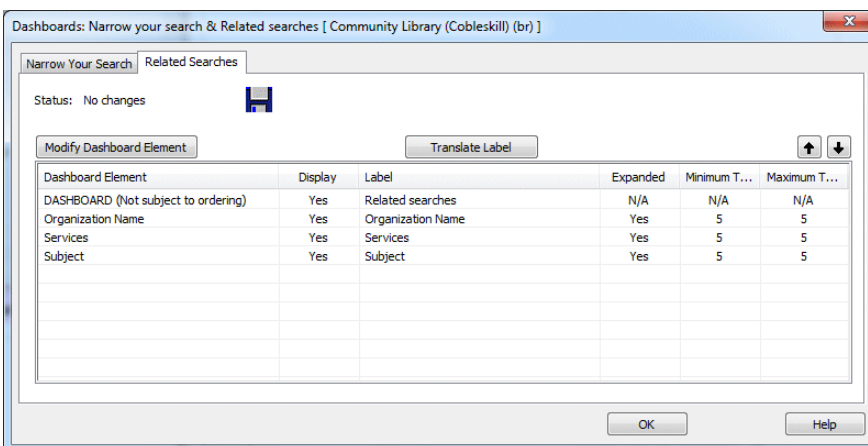 Dashboards: Narrow your search & Related searches [ Community Library (Cobleskill) (br) ]
Narrow Your Search Related Searches
Status: No changes
Modify Dashboard Element Translate Label
Dashboard Element Display Label Expanded Minimum T... Maximum T...
DASHBOARD (Not subject to ordering) Yes Related searches N/A N/A N/A
Organization Name Yes Organization Name Yes 5 5
Services Yes Services Yes 5 5
Subject Yes Subject Yes 5 5
OK Help